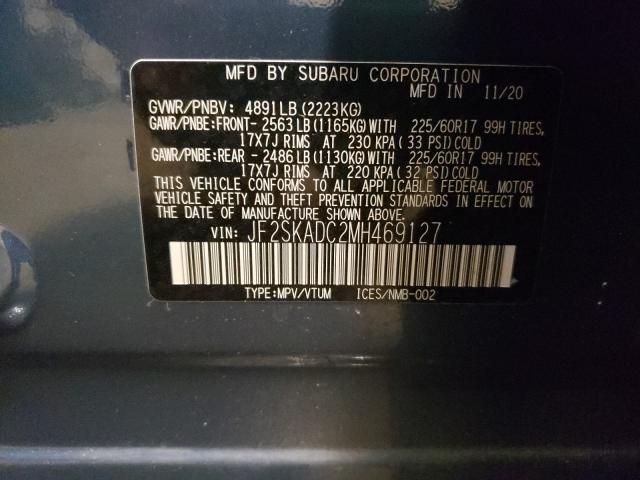 MFD BY SUBARU CORPORATION
MFD IN 11/20
GVWR/PNBV: 4891LB (2223KG)
GAWR/PNBE:FRONT- 2563LB (1165KG)WITH 225/60R17 99H TIRES,
17X7J RIMS AT 230 KPA (33 PSI)COLD
GAWR/PNBE:REAR - 2486LB (1130KG)WITH 225/60R17 99H TIRES,
17X7J RIMS AT 220 KPA (32 PSI)COLD
THIS VEHICLE CONFORMS TO ALL APPLICABLE FEDERAL MOTOR
VEHICLE SAFETY AND THEFT PREVENTION STANDARDS IN EFFECT ON
THE DATE OF MANUFACTURE SHOWN ABOVE.
VIN: JF2SKADC2MH469127
TYPE:MPV/VTUM ICES/NMB-002